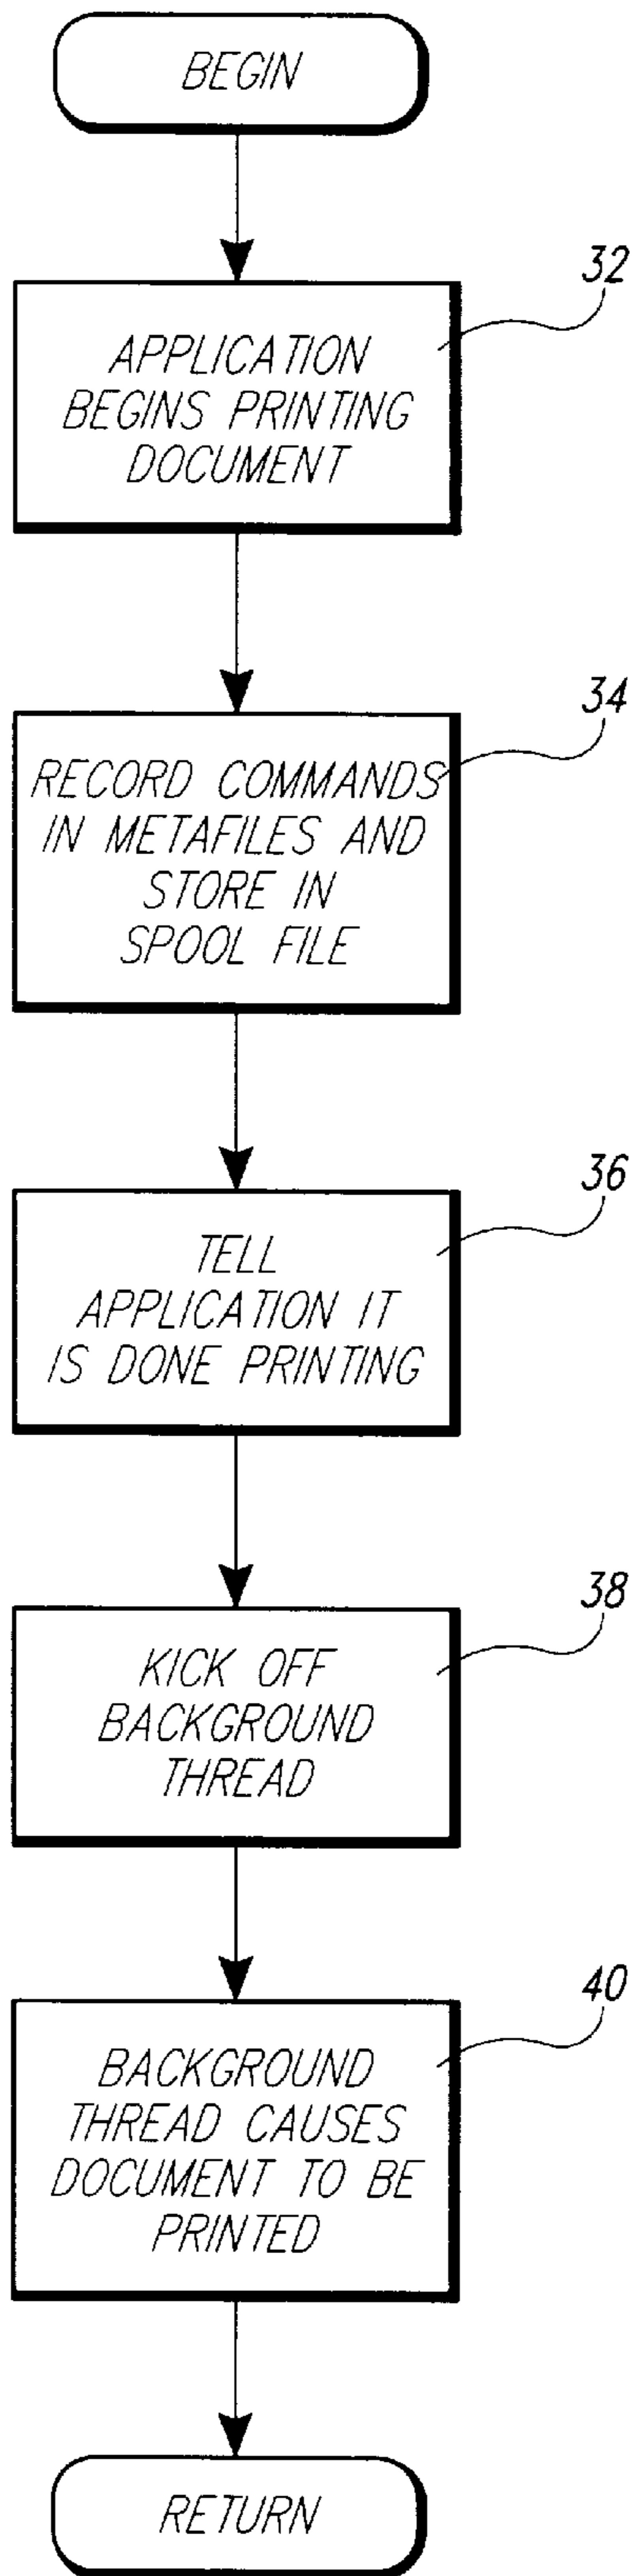 BEGIN
32
APPLICATION
BEGINS PRINTING
DOCUMENT
34
RECORD COMMANDS
IN METAFILES AND
STORE IN
SPOOL FILE
36
TELL
APPLICATION IT
IS DONE PRINTING
38
KICK OFF
BACKGROUND
THREAD
40
BACKGROUND
THREAD CAUSES
DOCUMENT TO BE
PRINTED
RETURN